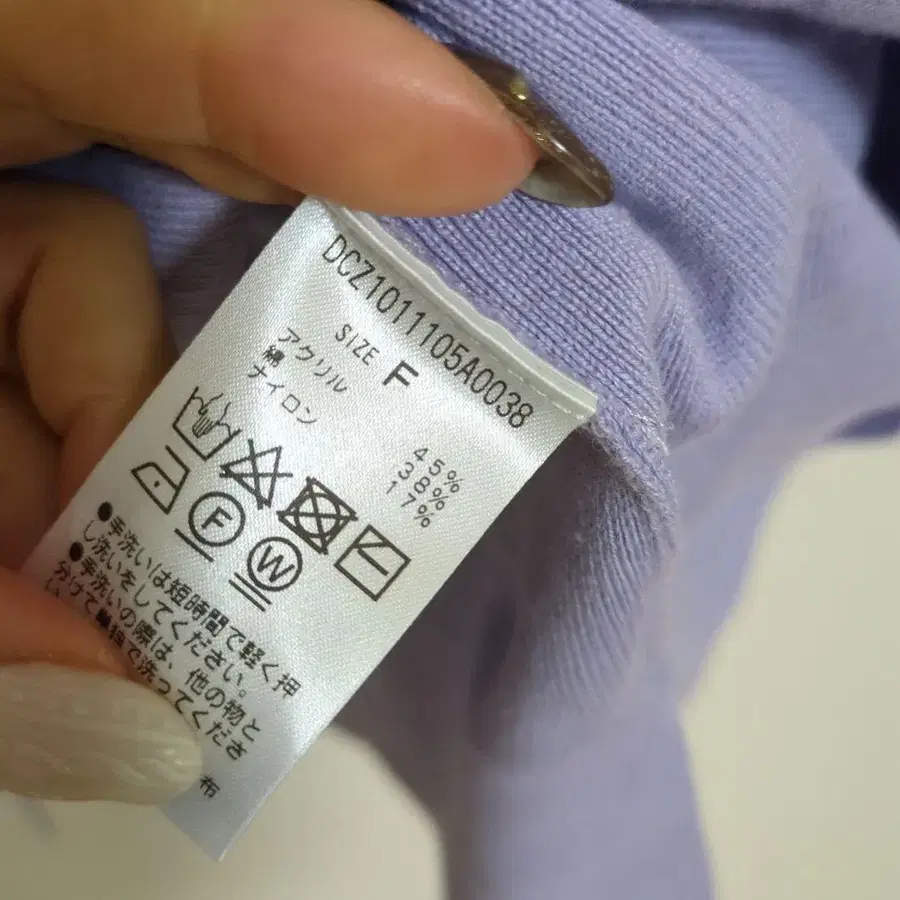 DCZ1011105A0038
SIZE F
アクリル 45%
綿 38%
ナイロン 17%
F
W
●手洗いは短時間で軽く押
し洗いをしてください。
●手洗いの際は、他の物と
分けて単独で洗ってくださ
い。
布